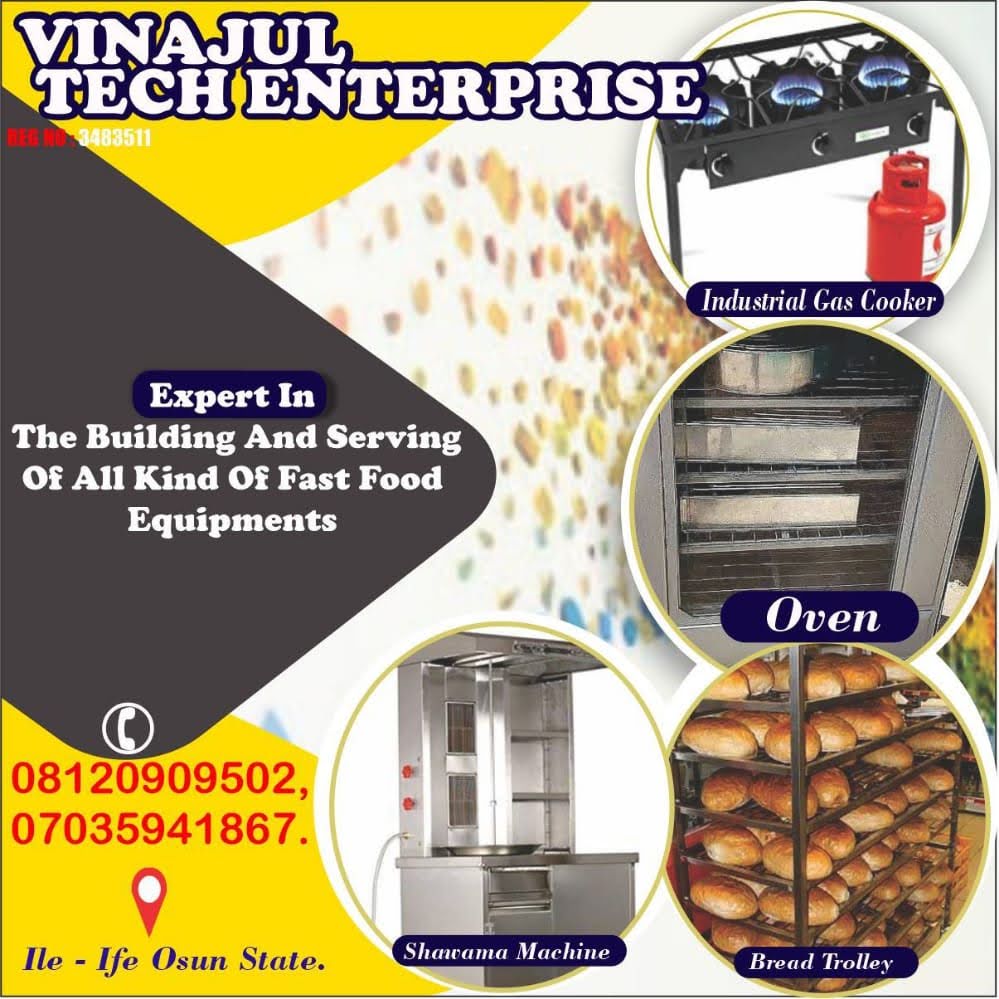 VINAJUL
TECH ENTERPRISE
REG NO : 3483511
Industrial Gas Cooker
Expert In
The Building And Serving
Of All Kind Of Fast Food
Equipments
Oven
08120909502,
07035941867.
Ile - Ife Osun State.
Shawama Machine
Bread Trolley